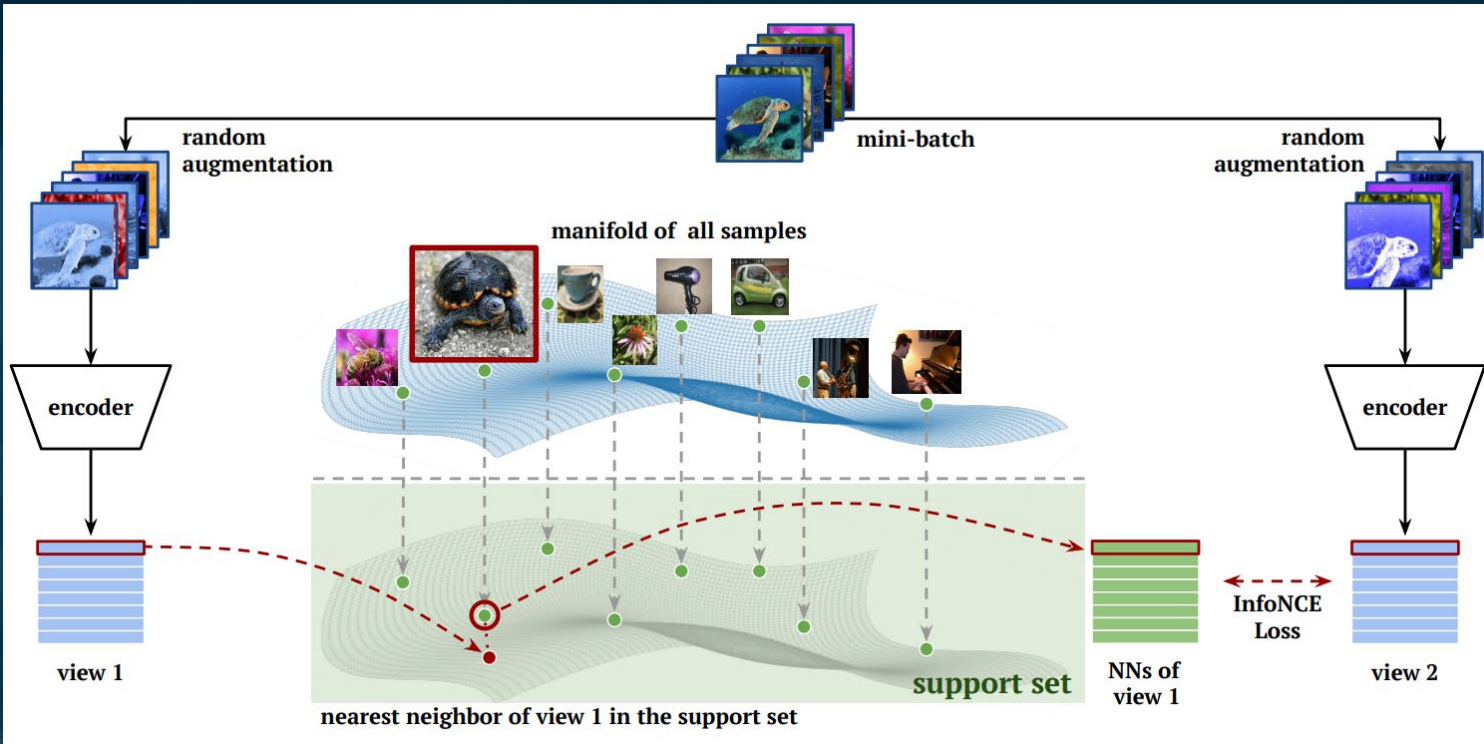 random
augmentation
mini-batch
random
augmentation
manifold of all samples
encoder
encoder
view 1
support set
nearest neighbor of view 1 in the support set
NNs of
view 1
InfoNCE
Loss
view 2